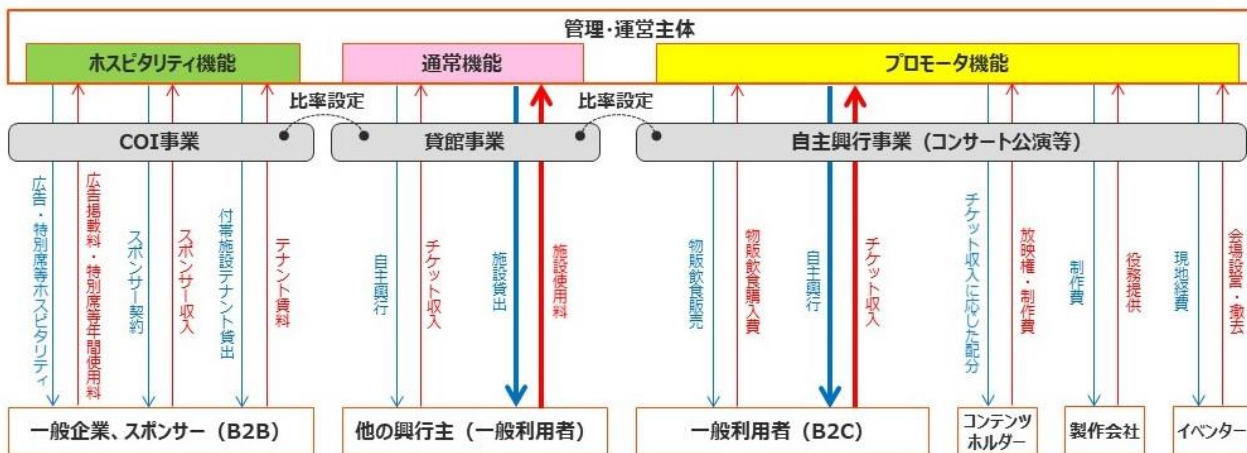 管理・運営主体
ホスピタリティ機能
通常機能
プロモータ機能
比率設定
比率設定
COI事業
貸館事業
自主興行事業（コンサート公演等）
広告・特別席等ホスピタリティ
広告掲載料・特別席等年間使用料
スポンサー契約
スポンサー収入
付帯施設テナント貸出
テナント賃料
自主興行
チケット収入
施設貸出
施設使用料
物販飲食販売
物販飲食購入費
自主興行
チケット収入
チケット収入に応じた配分
放映権・制作費
制作費
役務提供
現地経費
会場設営・撤去
一般企業、スポンサー（B2B）
他の興行主（一般利用者）
一般利用者（B2C）
コンテンツ
ホルダー
製作会社
イベンター